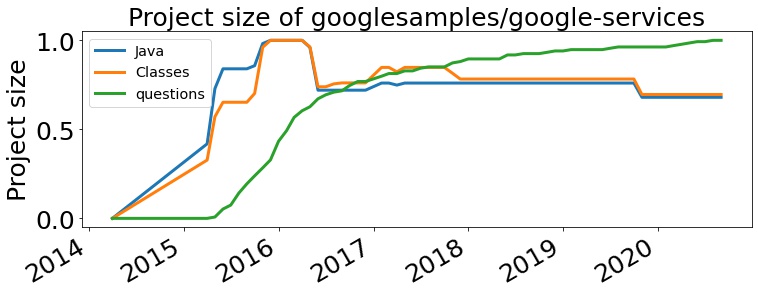 Project size of googlesamples/google-services
Java
Classes
questions
Project size
1.0
0.5
0.0
2014
2015
2016
2017
2018
2019
2020